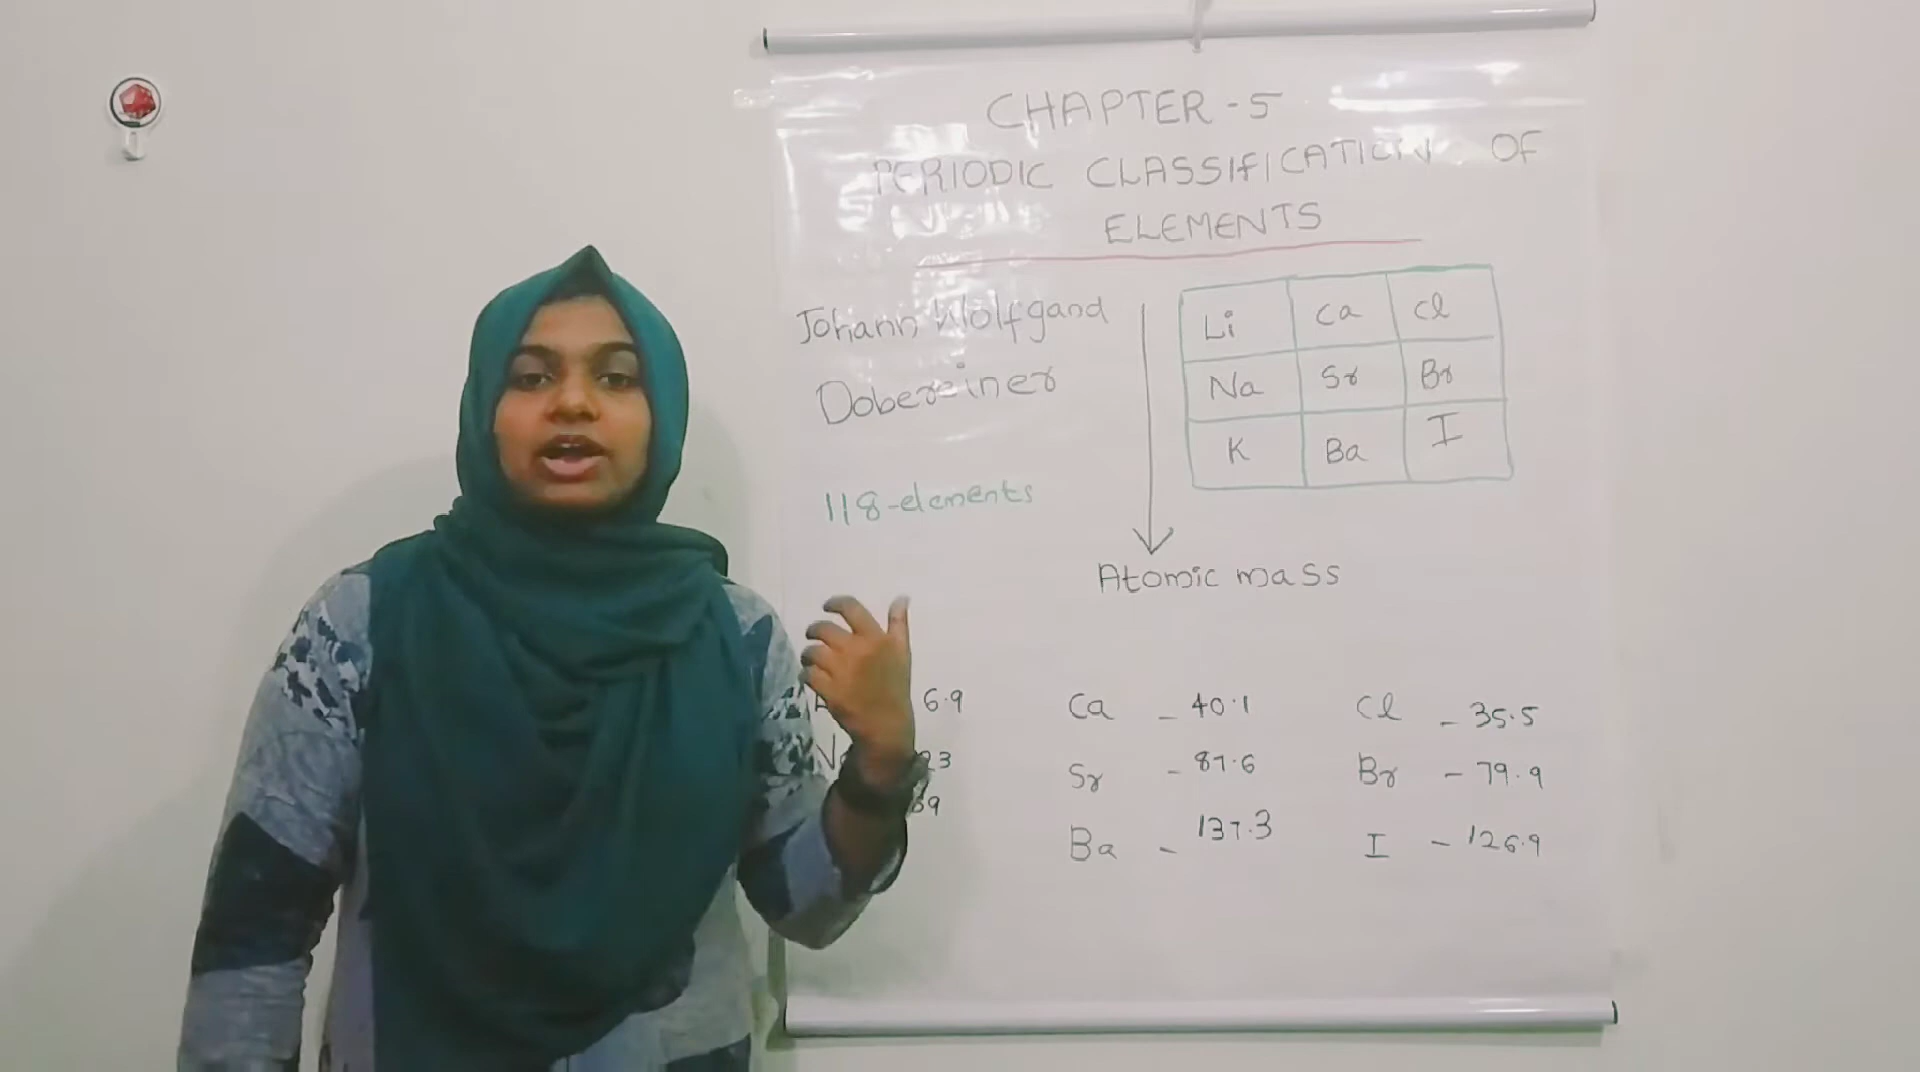 CHAPTER - 5
PERIODIC CLASSIFICATION OF
ELEMENTS
Johann Wolfgand
Dobereiner
118-elements
Li Ca Cl
Na Sr Br
K Ba I
Atomic mass
6.9
Ca - 40.1
Sr - 87.6
Ba - 137.3
Cl - 35.5
Br - 79.9
I - 126.9